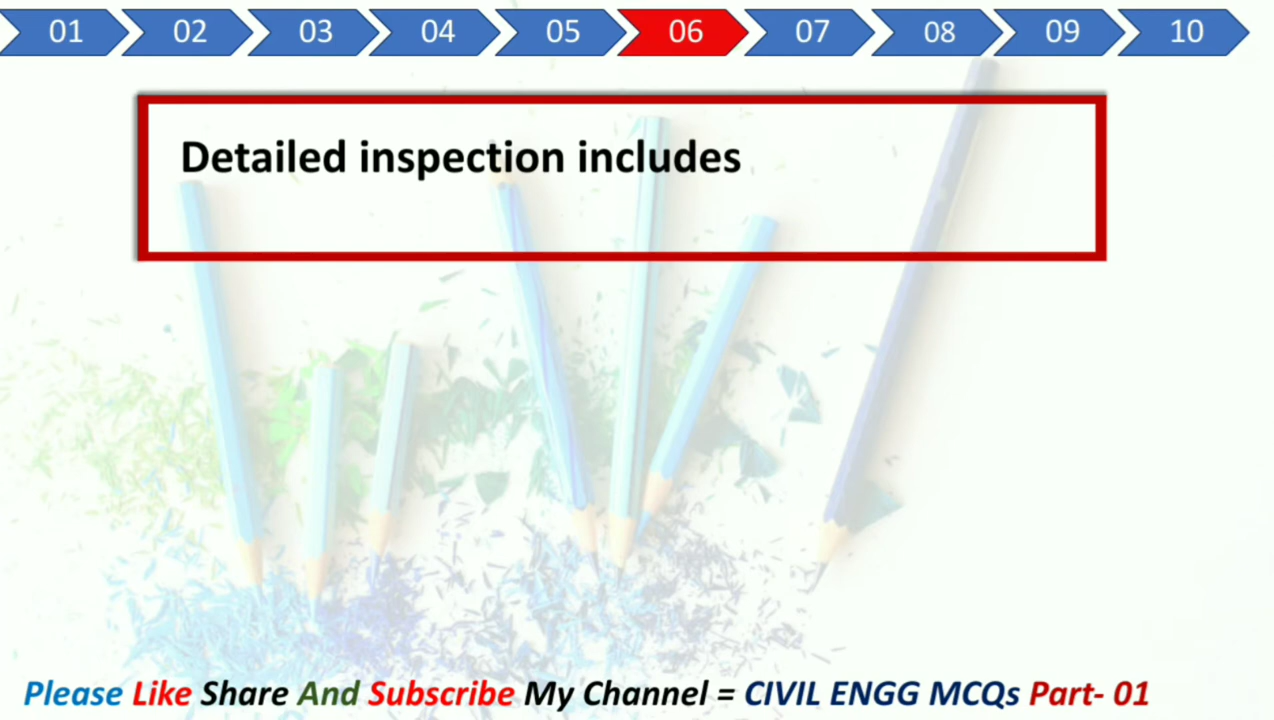 01 02 03 04 05 06 07 08 09 10
Detailed inspection includes
Please Like Share And Subscribe My Channel = CIVIL ENGG MCQs Part- 01